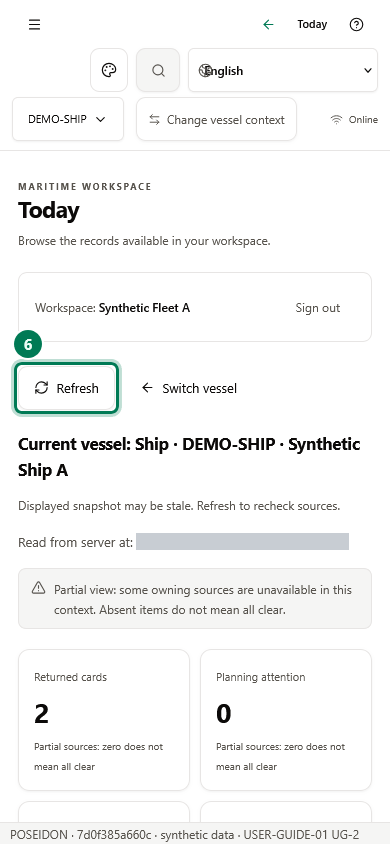 Today
English
DEMO-SHIP
Change vessel context
Online
MARITIME WORKSPACE
Today
Browse the records available in your workspace.
Workspace: Synthetic Fleet A
Sign out
6
Refresh
Switch vessel
Current vessel: Ship · DEMO-SHIP · Synthetic
Ship A
Displayed snapshot may be stale. Refresh to recheck sources.
Read from server at:
Partial view: some owning sources are unavailable in this
context. Absent items do not mean all clear.
Returned cards
2
Partial sources: zero does not
mean all clear
Planning attention
0
Partial sources: zero does not
mean all clear
POSEIDON · 7d0f385a660c · synthetic data · USER-GUIDE-01 UG-2